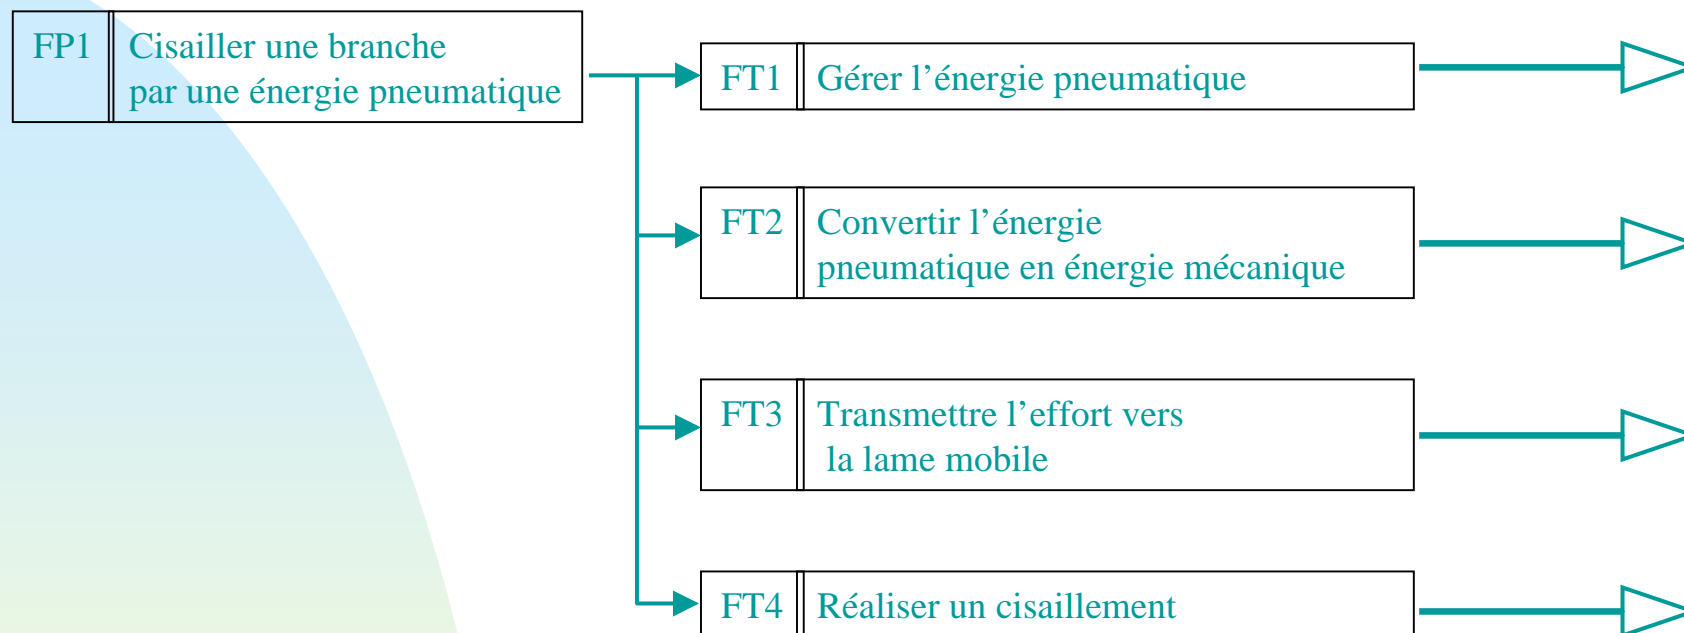 FP1 Cisailler une branche
par une énergie pneumatique
FT1 Gérer l’énergie pneumatique
FT2 Convertir l’énergie
pneumatique en énergie mécanique
FT3 Transmettre l’effort vers
la lame mobile
FT4 Réaliser un cisaillement